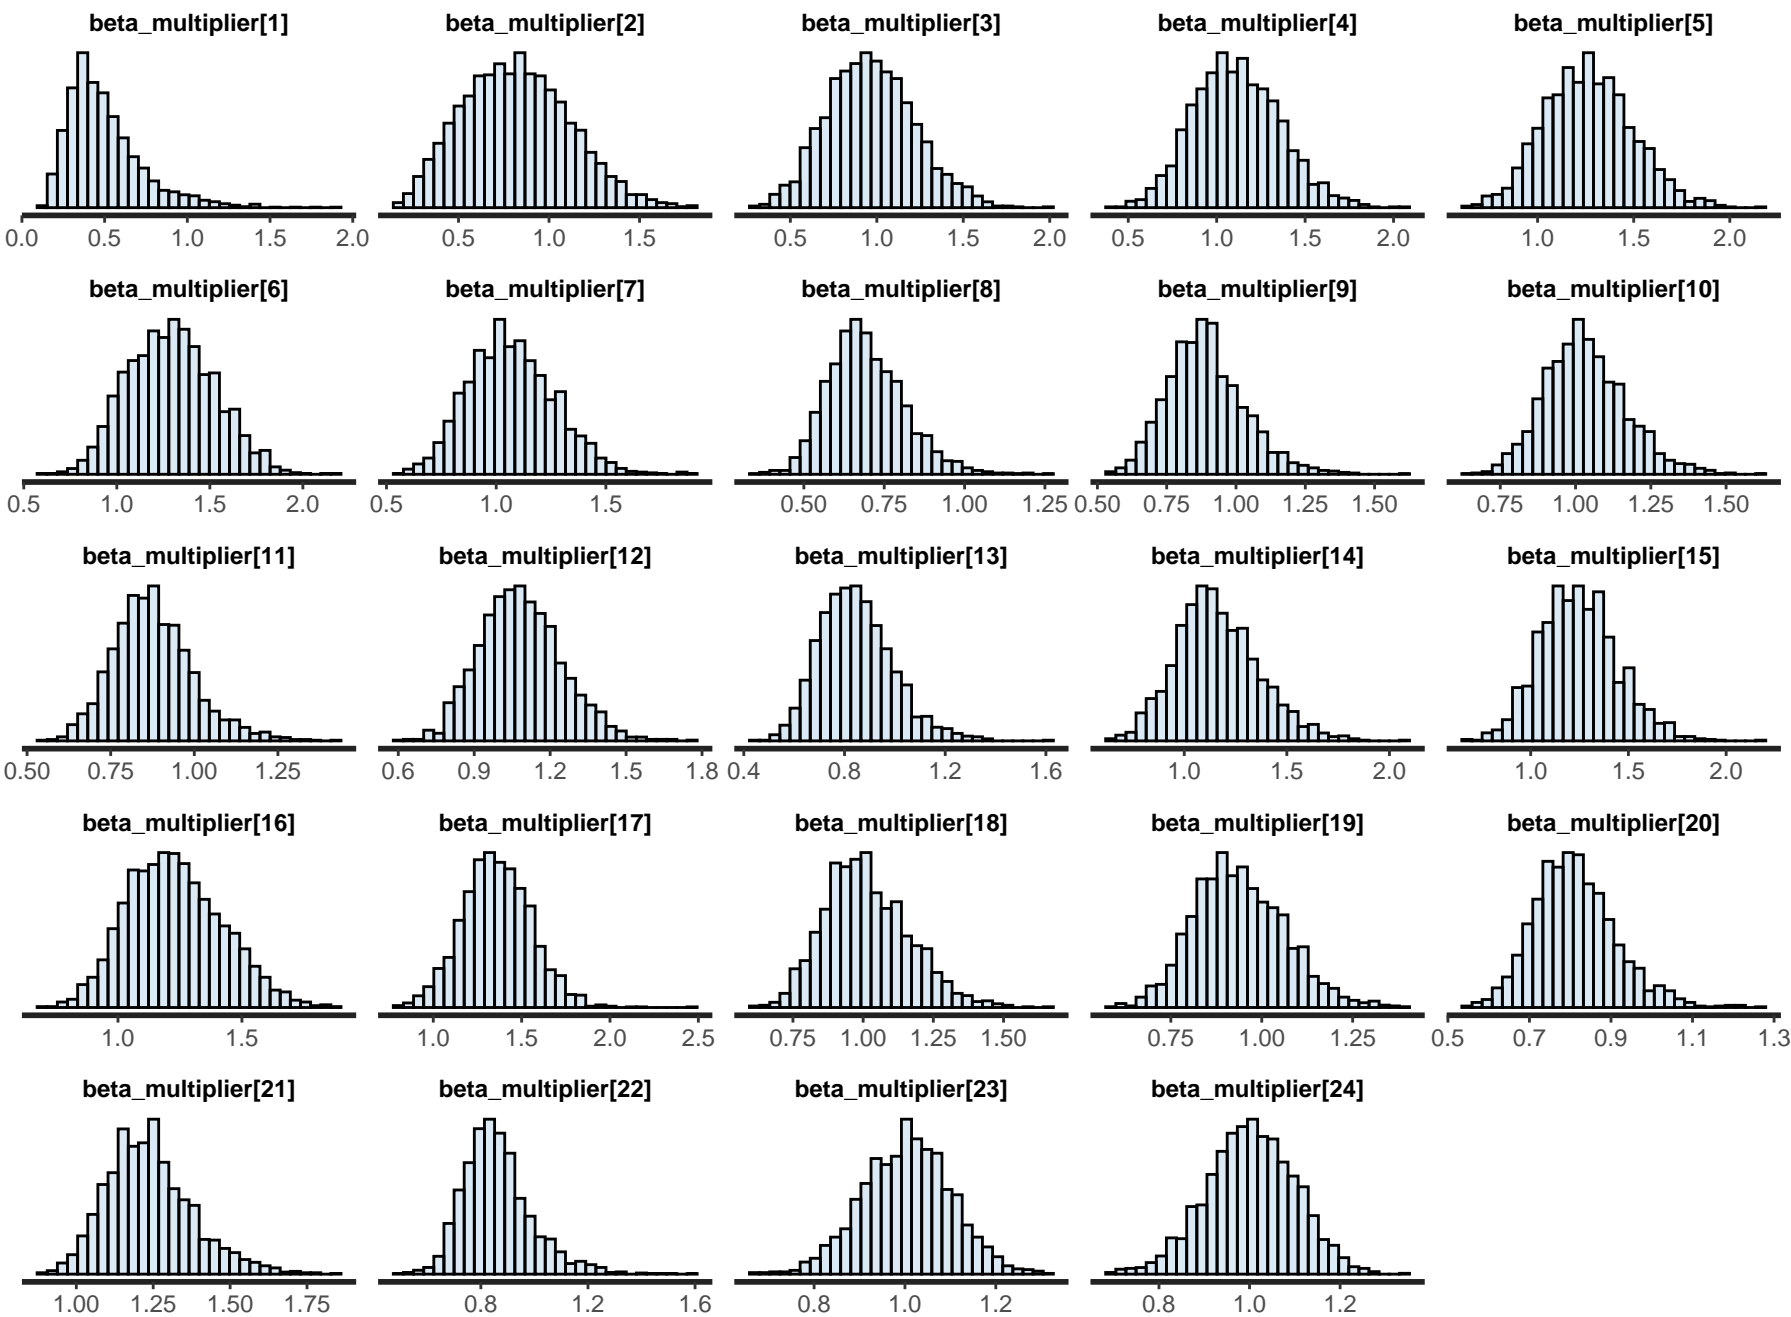 beta_multiplier[1] beta_multiplier[2] beta_multiplier[3] beta_multiplier[4] beta_multiplier[5]
0.0 0.5 1.0 1.5 2.0 0.5 1.0 1.5 0.5 1.0 1.5 2.0 0.5 1.0 1.5 2.0 1.0 1.5 2.0
beta_multiplier[6] beta_multiplier[7] beta_multiplier[8] beta_multiplier[9] beta_multiplier[10]
0.5 1.0 1.5 2.0 0.5 1.0 1.5 0.50 0.75 1.00 1.25 0.50 0.75 1.00 1.25 1.50 0.75 1.00 1.25 1.50
beta_multiplier[11] beta_multiplier[12] beta_multiplier[13] beta_multiplier[14] beta_multiplier[15]
0.50 0.75 1.00 1.25 0.6 0.9 1.2 1.5 1.8 0.4 0.8 1.2 1.6 1.0 1.5 2.0 1.0 1.5 2.0
beta_multiplier[16] beta_multiplier[17] beta_multiplier[18] beta_multiplier[19] beta_multiplier[20]
1.0 1.5 1.0 1.5 2.0 2.5 0.75 1.00 1.25 1.50 0.75 1.00 1.25 0.5 0.7 0.9 1.1 1.3
beta_multiplier[21] beta_multiplier[22] beta_multiplier[23] beta_multiplier[24]
1.00 1.25 1.50 1.75 0.8 1.2 1.6 0.8 1.0 1.2 0.8 1.0 1.2